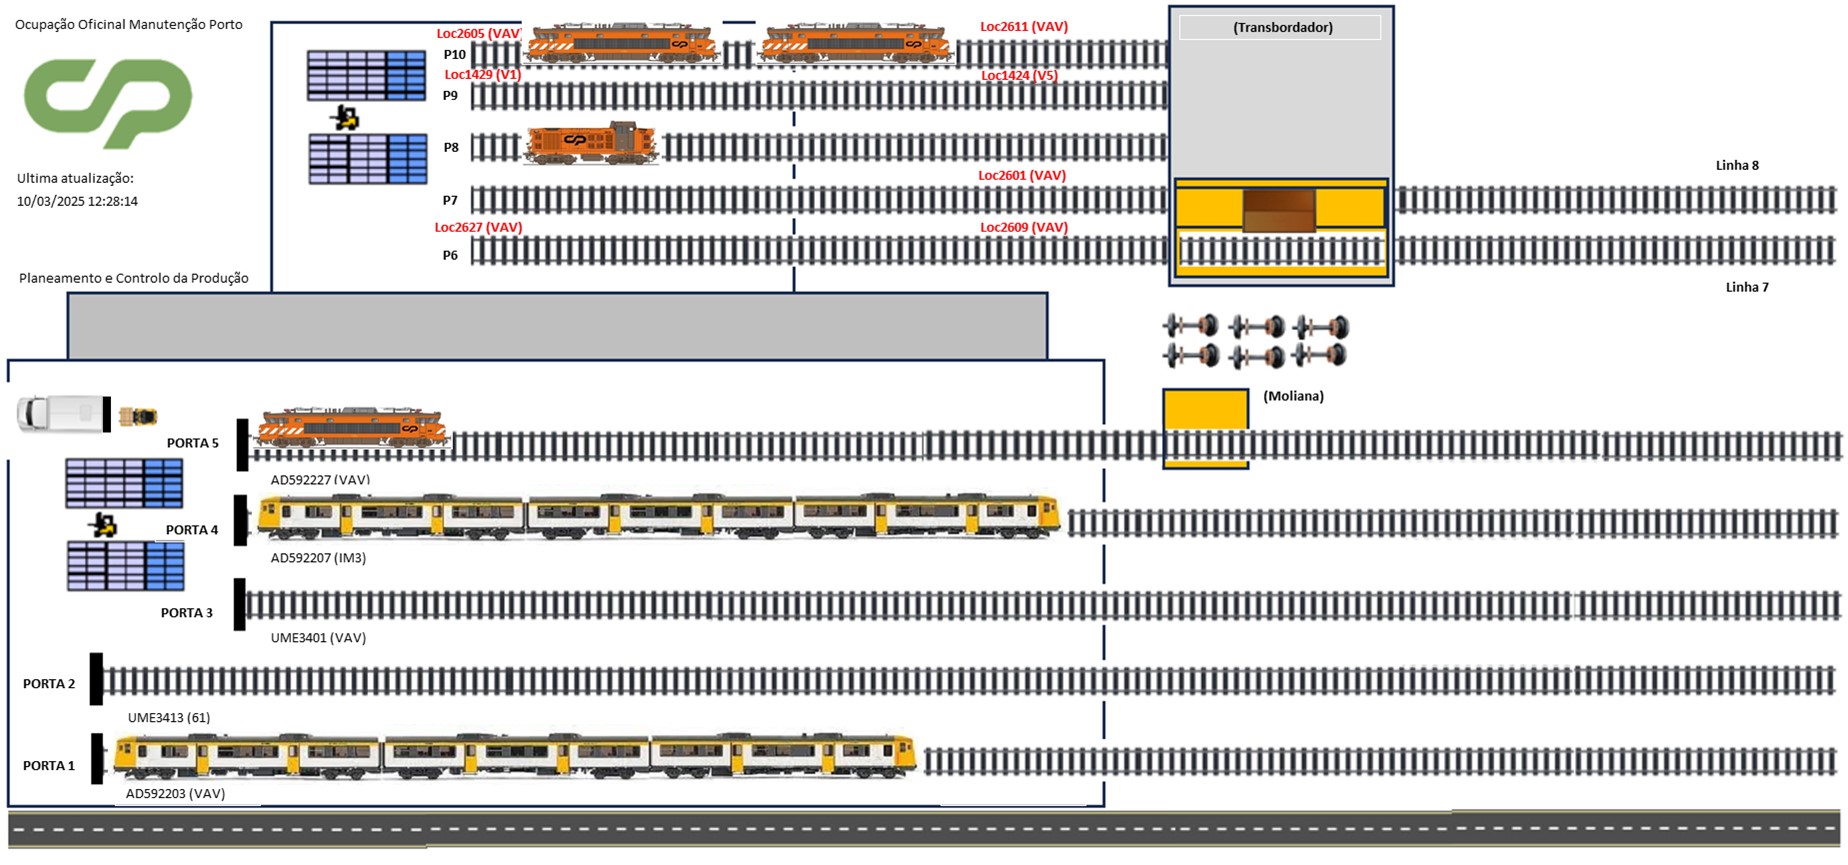 Ocupação Oficinal Manutenção Porto
CP
Ultima atualização:
10/03/2025 12:28:14
Planeamento e Controlo da Produção
Loc2605 (VAV)
Loc2611 (VAV)
P10
Loc1429 (V1)
Loc1424 (V5)
P9
P8
Loc2601 (VAV)
P7
Loc2627 (VAV)
Loc2609 (VAV)
P6
(Transbordador)
Linha 8
Linha 7
(Moliana)
PORTA 5
AD592227 (VAV)
PORTA 4
AD592207 (IM3)
PORTA 3
UME3401 (VAV)
PORTA 2
UME3413 (61)
PORTA 1
AD592203 (VAV)